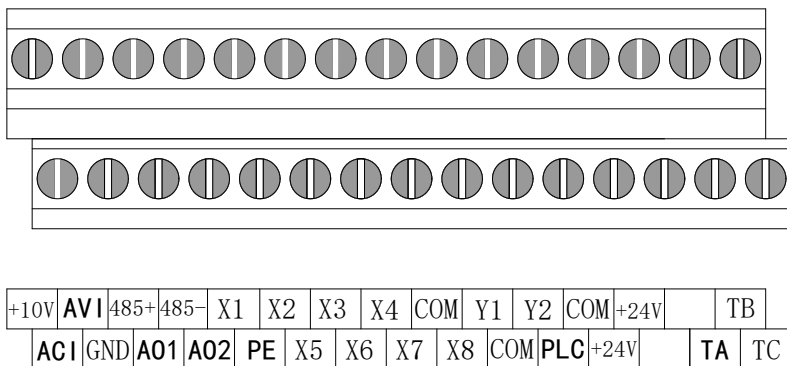 +10V AVI 485+ 485- X1 X2 X3 X4 COM Y1 Y2 COM +24V TB
ACI GND AO1 AO2 PE X5 X6 X7 X8 COM PLC +24V TA TC